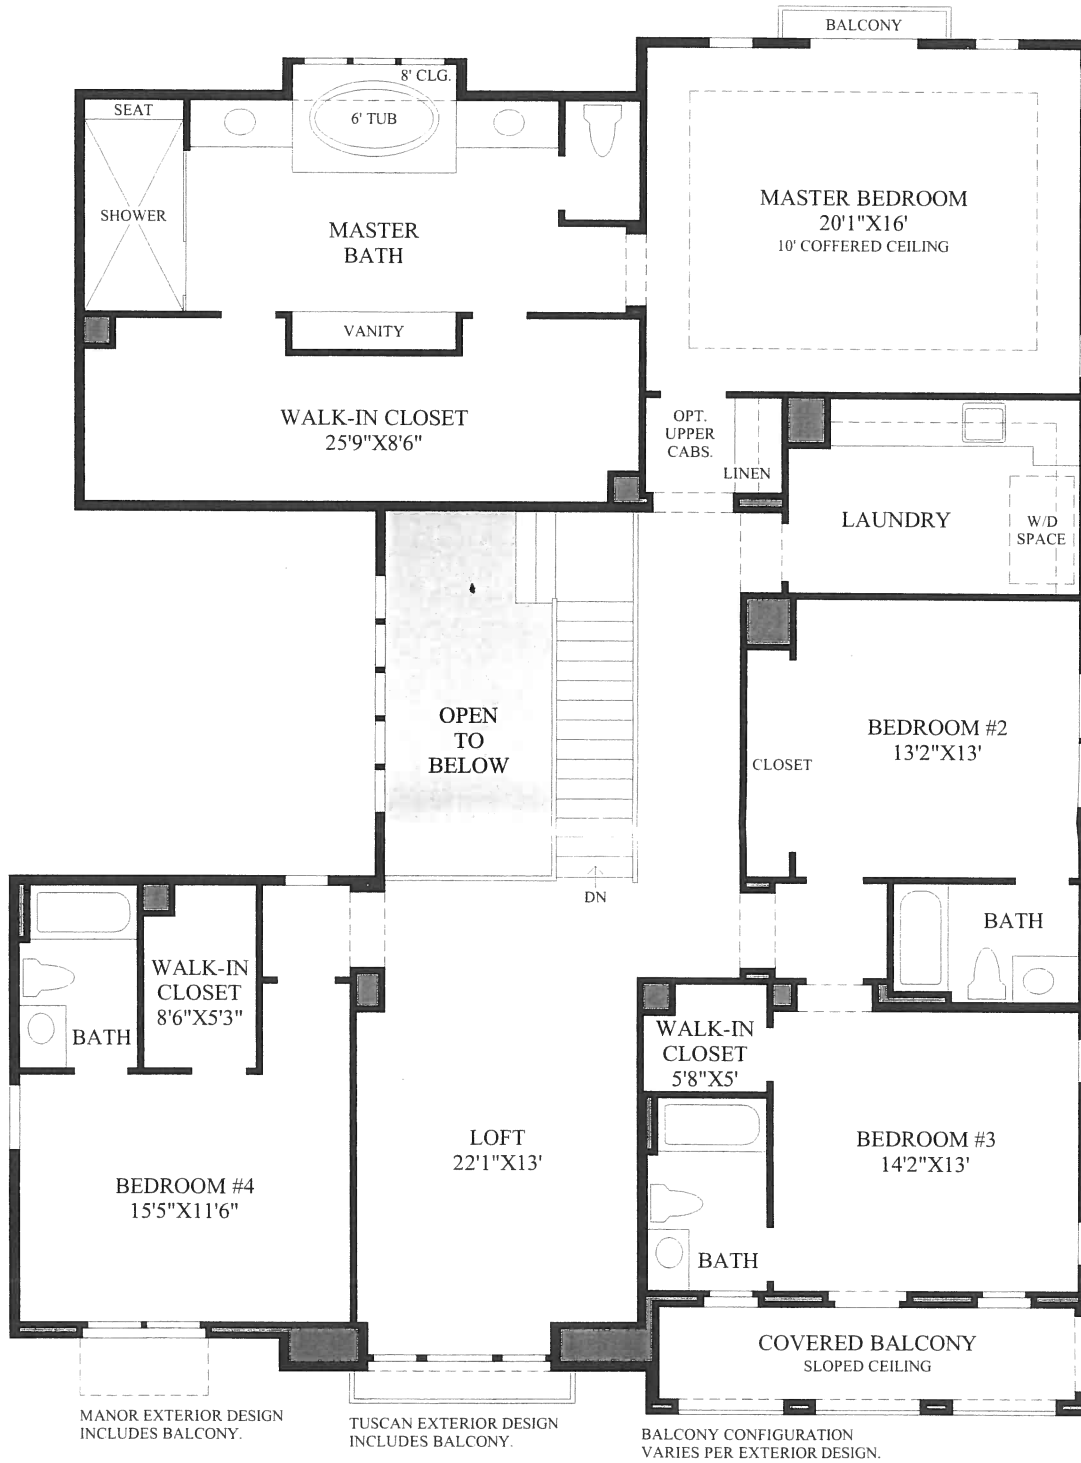 BALCONY
8' CLG.
SEAT
6' TUB
SHOWER
MASTER
BATH
VANITY
MASTER BEDROOM
20'1"X16'
10' COFFERED CEILING
WALK-IN CLOSET
25'9"X8'6"
OPT.
UPPER
CABS.
LINEN
LAUNDRY
W/D
SPACE
OPEN
TO
BELOW
BEDROOM #2
13'2"X13'
CLOSET
DN
BATH
WALK-IN
CLOSET
8'6"X5'3"
BATH
WALK-IN
CLOSET
5'8"X5'
LOFT
22'1"X13'
BEDROOM #3
14'2"X13'
BEDROOM #4
15'5"X11'6"
BATH
COVERED BALCONY
SLOPED CEILING
MANOR EXTERIOR DESIGN
INCLUDES BALCONY.
TUSCAN EXTERIOR DESIGN
INCLUDES BALCONY.
BALCONY CONFIGURATION
VARIES PER EXTERIOR DESIGN.